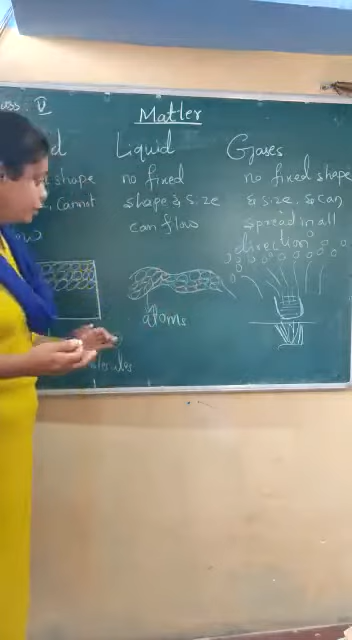 ass: V
Matter
Liquid
Gases
shape
, Cannot
no fixed
shape & size
can flow
no fixed shape
& size. so can
spread in all
direction
atoms